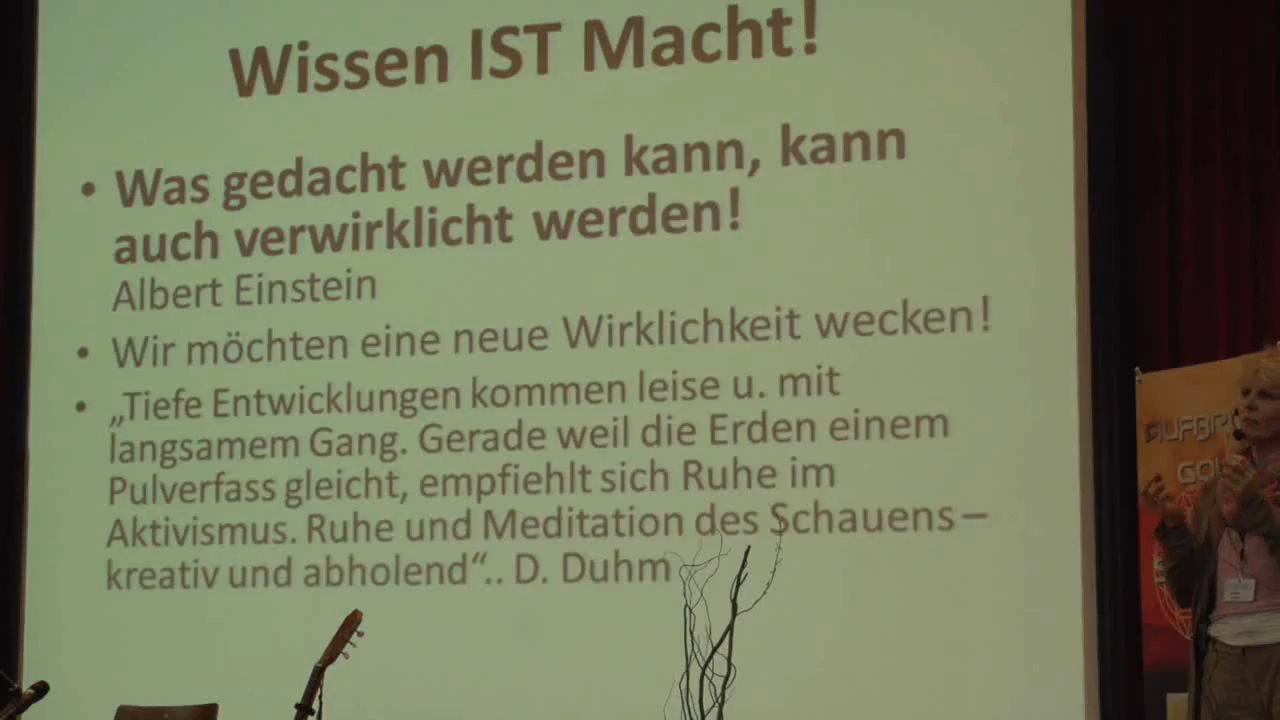 Wissen IST Macht!
• Was gedacht werden kann, kann
auch verwirklicht werden!
Albert Einstein
• Wir möchten eine neue Wirklichkeit wecken!
• „Tiefe Entwicklungen kommen leise u. mit
langsamem Gang. Gerade weil die Erden einem
Pulverfass gleicht, empfiehlt sich Ruhe im
Aktivismus. Ruhe und Meditation des Schauens –
kreativ und abholend“.. D. Duhm